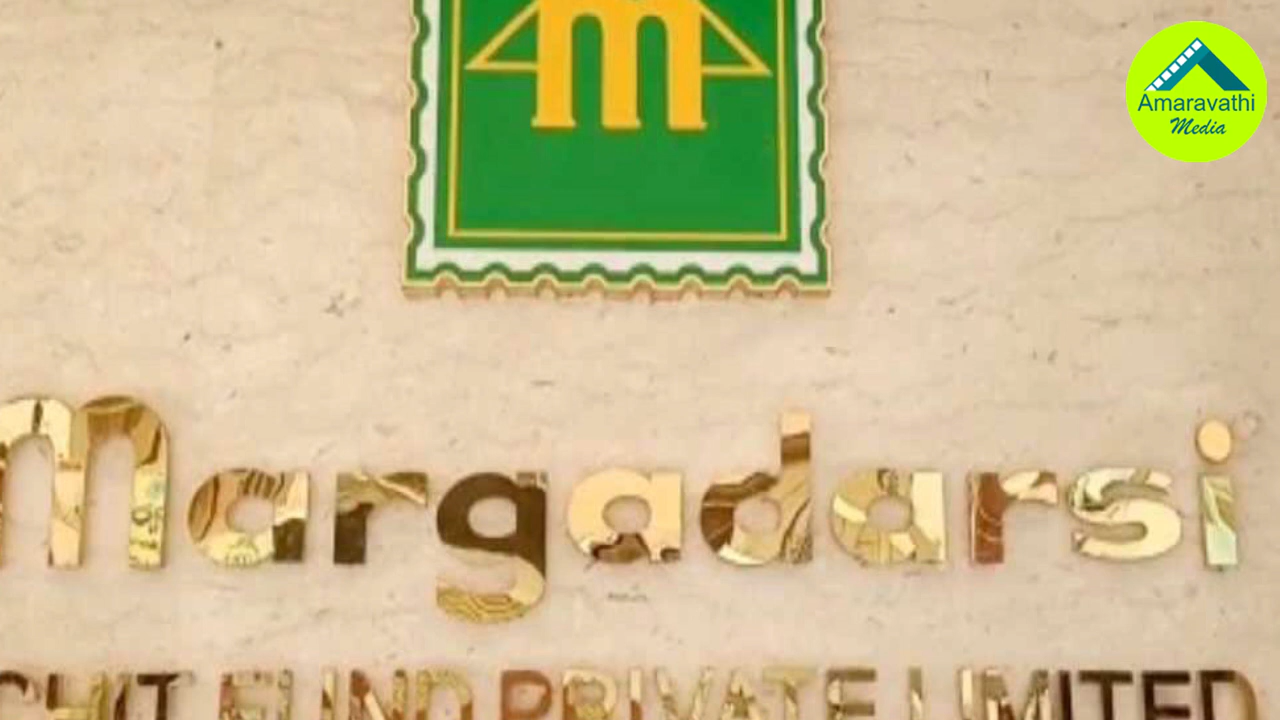 m
Amaravathi
Media
Margadarsi
CHIT FUND PRIVATE LIMITED